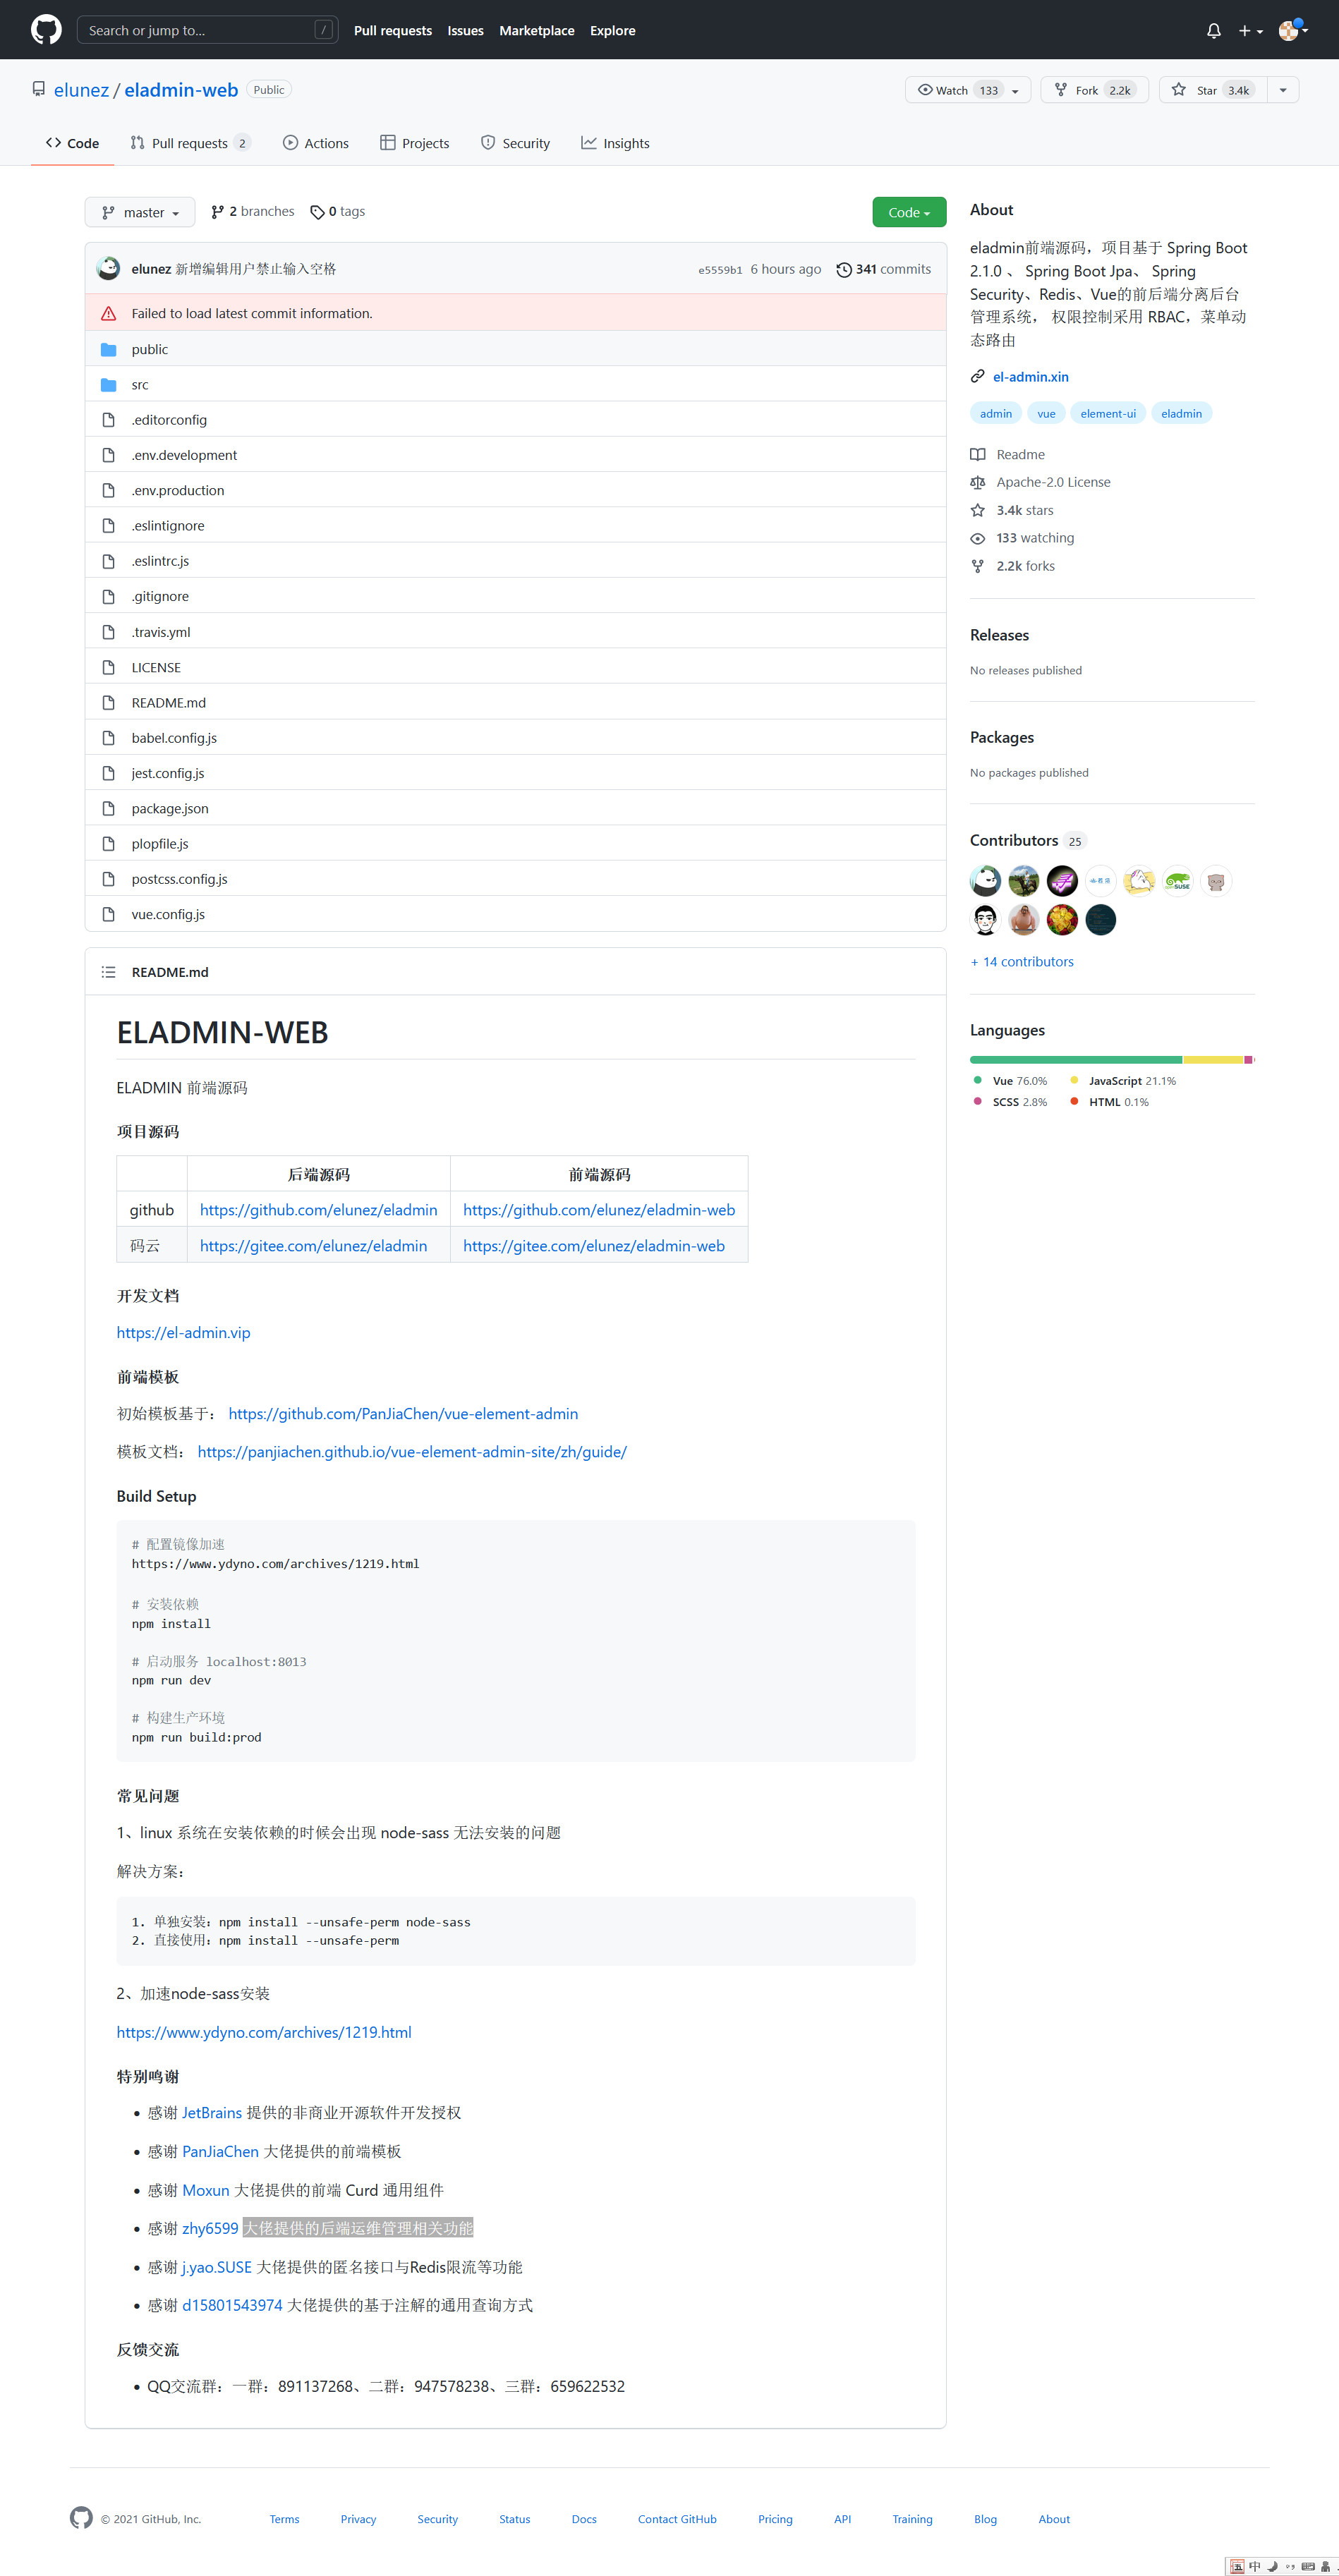 Search or jump to... /
Pull requests Issues Marketplace Explore
elunez / eladmin-web Public
Watch 133 Fork 2.2k Star 3.4k
Code Pull requests 2 Actions Projects Security Insights
master 2 branches 0 tags Code
elunez 新增编辑用户禁止输入空格 e5559b1 6 hours ago 341 commits
Failed to load latest commit information.
public
src
.editorconfig
.env.development
.env.production
.eslintignore
.eslintrc.js
.gitignore
.travis.yml
LICENSE
README.md
babel.config.js
jest.config.js
package.json
plopfile.js
postcss.config.js
vue.config.js
README.md
ELADMIN-WEB
ELADMIN 前端源码
项目源码
后端源码 前端源码
github https://github.com/elunez/eladmin https://github.com/elunez/eladmin-web
码云 https://gitee.com/elunez/eladmin https://gitee.com/elunez/eladmin-web
开发文档
https://el-admin.vip
前端模板
初始模板基于： https://github.com/PanJiaChen/vue-element-admin
模板文档： https://panjiachen.github.io/vue-element-admin-site/zh/guide/
Build Setup
# 配置镜像加速
https://www.ydyno.com/archives/1219.html
# 安装依赖
npm install
# 启动服务 localhost:8013
npm run dev
# 构建生产环境
npm run build:prod
常见问题
1、linux 系统在安装依赖的时候会出现 node-sass 无法安装的问题
解决方案：
1. 单独安装：npm install --unsafe-perm node-sass
2. 直接使用：npm install --unsafe-perm
2、加速node-sass安装
https://www.ydyno.com/archives/1219.html
特别鸣谢
感谢 JetBrains 提供的非商业开源软件开发授权
感谢 PanJiaChen 大佬提供的前端模板
感谢 Moxun 大佬提供的前端 Curd 通用组件
感谢 zhy6599 大佬提供的后端运维管理相关功能
感谢 j.yao.SUSE 大佬提供的匿名接口与Redis限流等功能
感谢 d15801543974 大佬提供的基于注解的通用查询方式
反馈交流
QQ交流群：一群：891137268、二群：947578238、三群：659622532
About
eladmin前端源码，项目基于 Spring Boot
2.1.0 、 Spring Boot Jpa、 Spring
Security、Redis、Vue的前后端分离后台
管理系统， 权限控制采用 RBAC，菜单动
态路由
el-admin.xin
admin vue element-ui eladmin
Readme
Apache-2.0 License
3.4k stars
133 watching
2.2k forks
Releases
No releases published
Packages
No packages published
Contributors 25
SUSE
+ 14 contributors
Languages
Vue 76.0% JavaScript 21.1%
SCSS 2.8% HTML 0.1%
© 2021 GitHub, Inc. Terms Privacy Security Status Docs Contact GitHub Pricing API Training Blog About
五 中